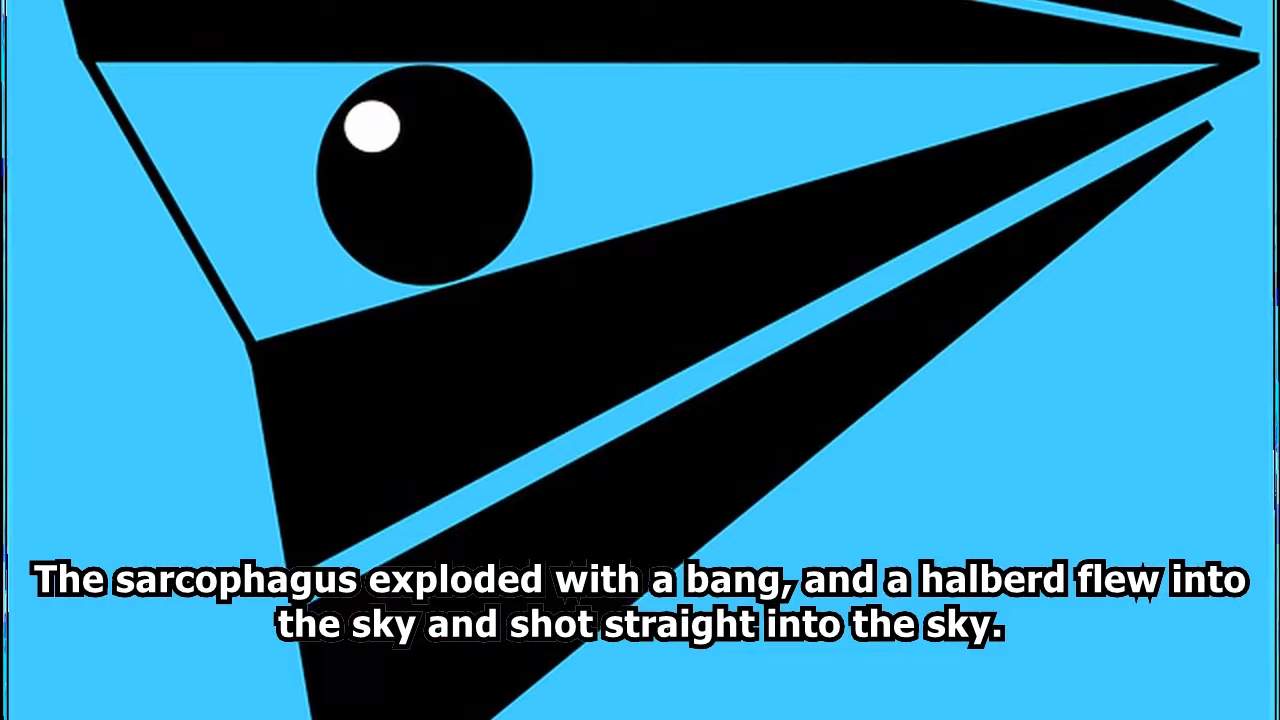 The sarcophagus exploded with a bang, and a halberd flew into
the sky and shot straight into the sky.